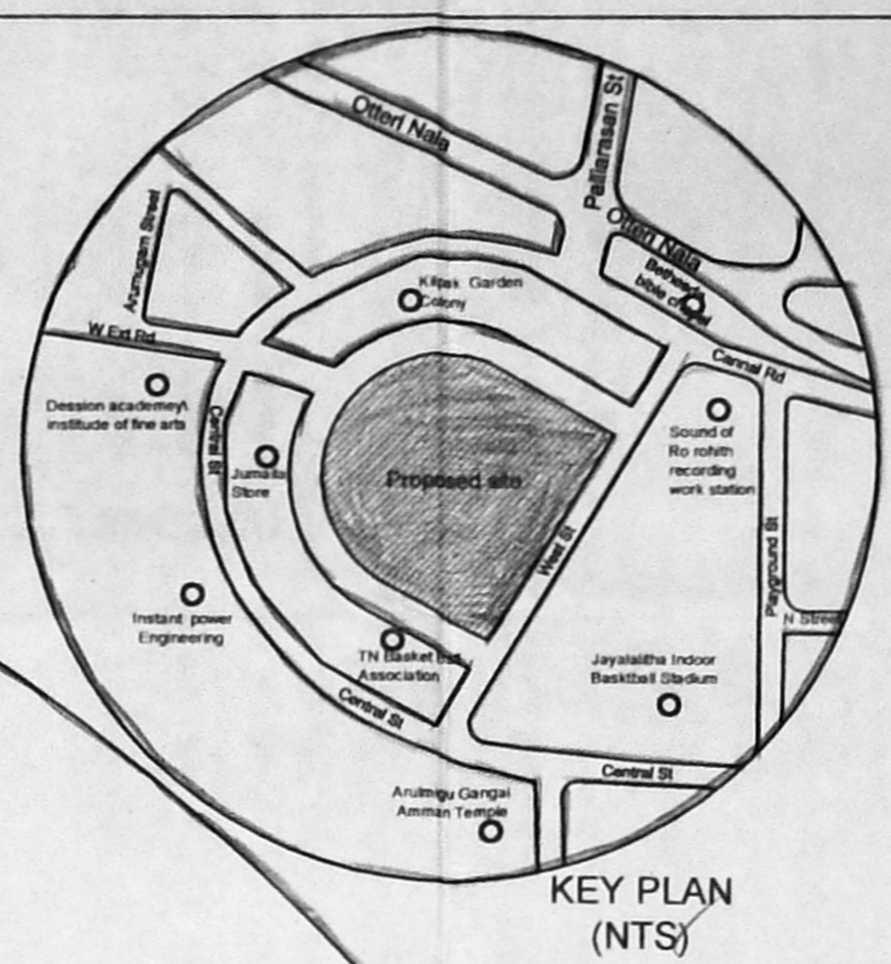 Otteri Nala
Palliarasan St
Otteri Nala
Arumugam Street
Kilpak Garden
Colony
bible chapel
W Ext Rd
Cannal Rd
Dession academey\
institude of fine arts
Central St
Jumaila
Store
Sound of
Ro rohith
recording
work station
Proposed site
West St
Playground St
N Street
Instant power
Engineering
TN Basket Ball
Association
Jayalalitha Indoor
Basktball Stadium
Central St
Central St
Arulmigu Gangai
Amman Temple
KEY PLAN
(NTS)